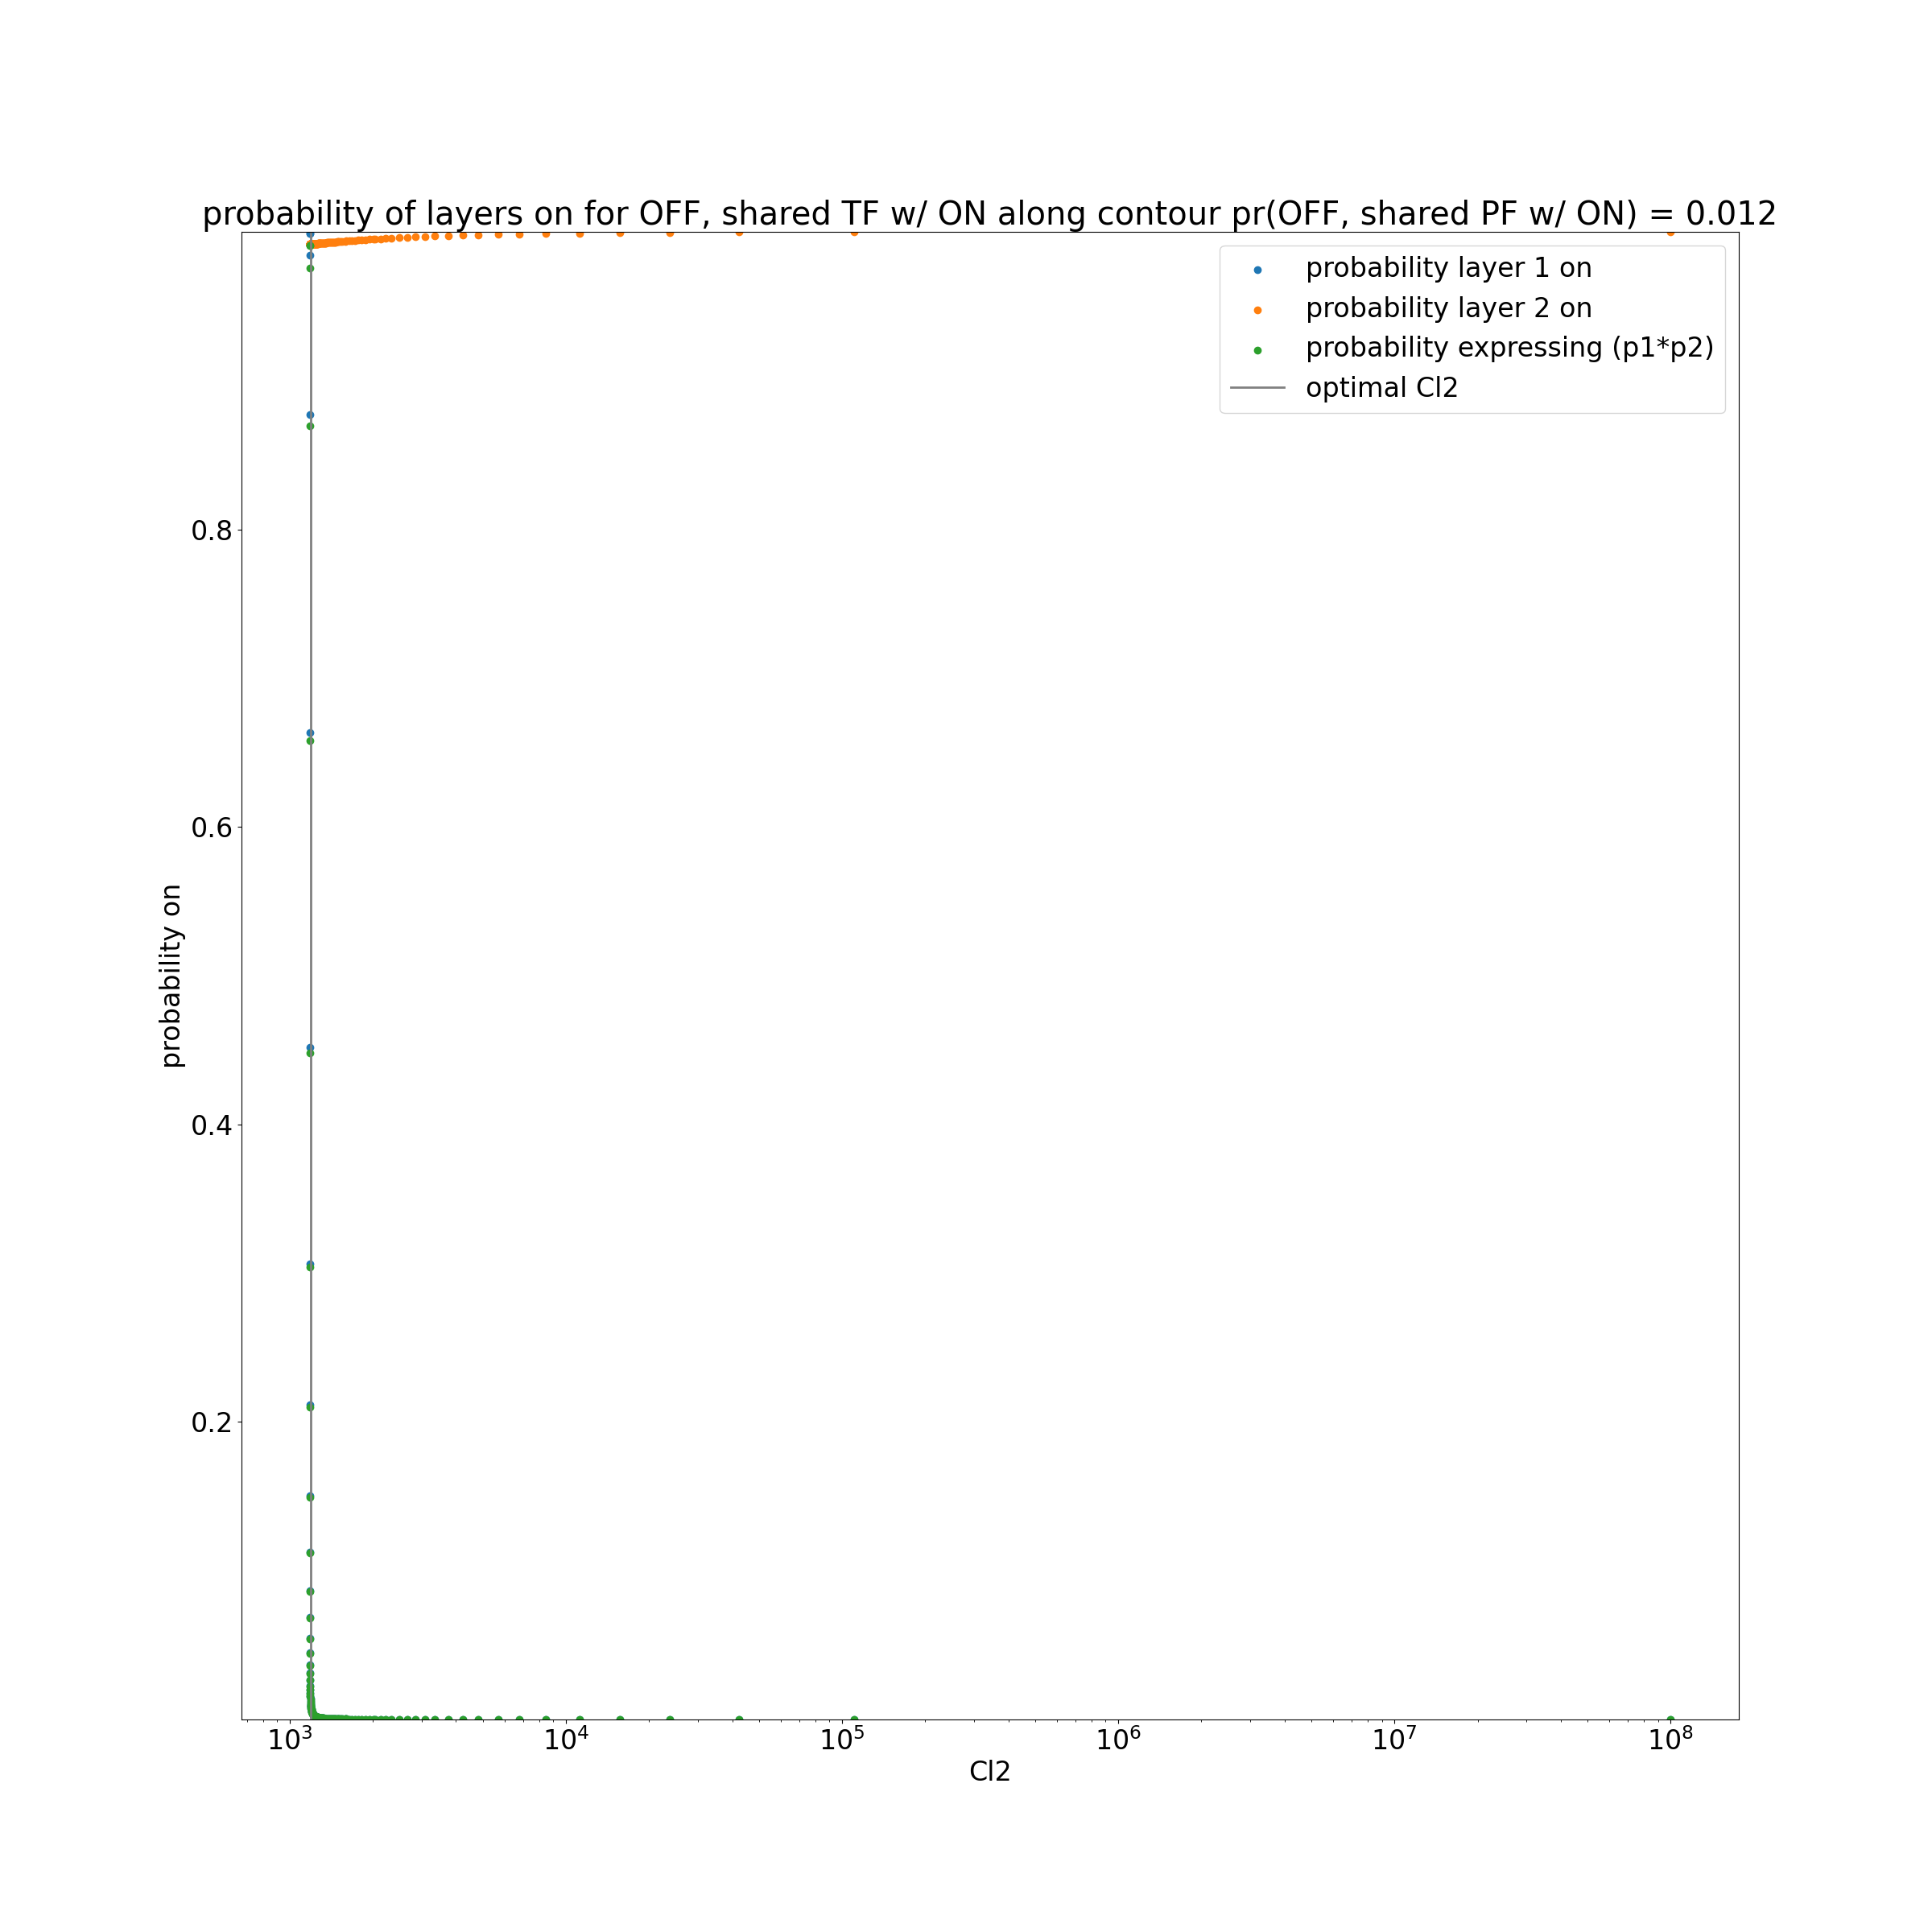 probability of layers on for OFF, shared TF w/ ON along contour pr(OFF, shared PF w/ ON) = 0.012
probability layer 1 on
probability layer 2 on
probability expressing (p1*p2)
optimal Cl2
0.8
0.6
0.4
0.2
probability on
10³ 10⁴ 10⁵ 10⁶ 10⁷ 10⁸
Cl2